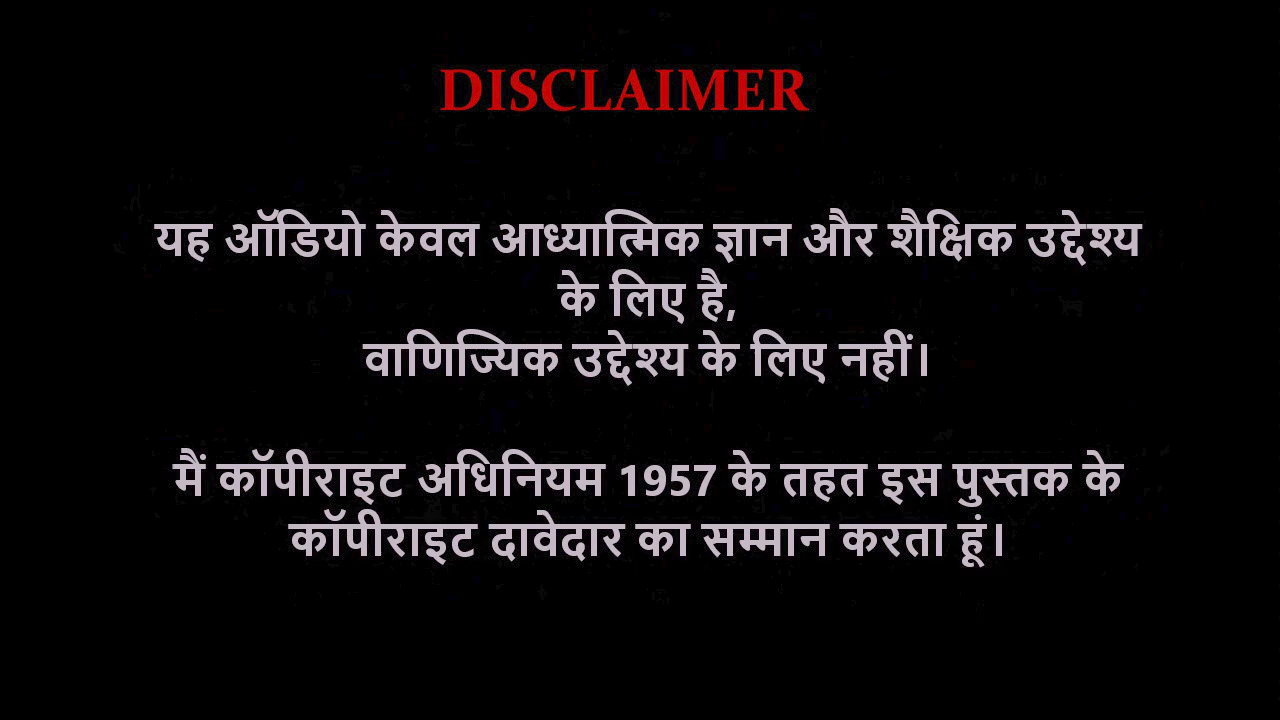 DISCLAIMER
यह ऑडियो केवल आध्यात्मिक ज्ञान और शैक्षिक उद्देश्य
के लिए है,
वाणिज्यिक उद्देश्य के लिए नहीं।
मैं कॉपीराइट अधिनियम 1957 के तहत इस पुस्तक के
कॉपीराइट दावेदार का सम्मान करता हूं।